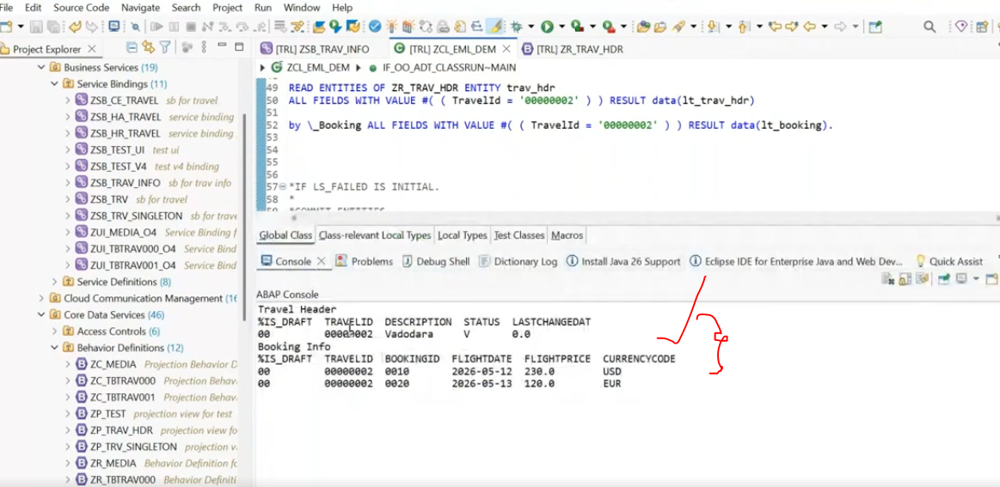 File Edit Source Code Navigate Search Project Run Window Help
Project Explorer
[TRL] ZSB_TRAV_INFO [TRL] ZCL_EML_DEM [TRL] ZR_TRAV_HDR
ZCL_EML_DEM IF_OO_ADT_CLASSRUN~MAIN
Business Services (19)
Service Bindings (11)
ZSB_CE_TRAVEL sb for travel
ZSB_HA_TRAVEL service binding
ZSB_HR_TRAVEL service binding
ZSB_TEST_UI test ui
ZSB_TEST_V4 test v4 binding
ZSB_TRAV_INFO sb for trav info
ZSB_TRV sb for travel
ZSB_TRV_SINGLETON sb for trave
ZUI_MEDIA_O4 Service Binding f
ZUI_TBTRAV000_O4 Service Bind
ZUI_TBTRAV001_O4 Service Bind
Service Definitions (8)
Cloud Communication Management (16
Core Data Services (46)
Access Controls (6)
Behavior Definitions (12)
ZC_MEDIA Projection Behavior D
ZC_TBTRAV000 Projection Behav
ZC_TBTRAV001 Projection Behav
ZP_TEST projection view for test
ZP_TRAV_HDR projection view fo
ZP_TRV_SINGLETON projection v
ZR_MEDIA Behavior Definition fo
ZR_TBTRAV000 Behavior Definiti
49 READ ENTITIES OF ZR_TRAV_HDR ENTITY trav_hdr
50 ALL FIELDS WITH VALUE #( ( TravelId = '00000002' ) ) RESULT data(lt_trav_hdr)
51
52 by \_Booking ALL FIELDS WITH VALUE #( ( TravelId = '00000002' ) ) RESULT data(lt_booking).
53
54
55
56
57 *IF LS_FAILED IS INITIAL.
58 *
59 *COMMIT ENTITIES
Global Class Class-relevant Local Types Local Types Test Classes Macros
Console Problems Debug Shell Dictionary Log Install Java 26 Support Eclipse IDE for Enterprise Java and Web Dev... Quick Assist
ABAP Console
Travel Header
%IS_DRAFT TRAVELID DESCRIPTION STATUS LASTCHANGEDAT
00 00000002 Vadodara V 0.0
Booking Info
%IS_DRAFT TRAVELID BOOKINGID FLIGHTDATE FLIGHTPRICE CURRENCYCODE
00 00000002 0010 2026-05-12 230.0 USD
00 00000002 0020 2026-05-13 120.0 EUR